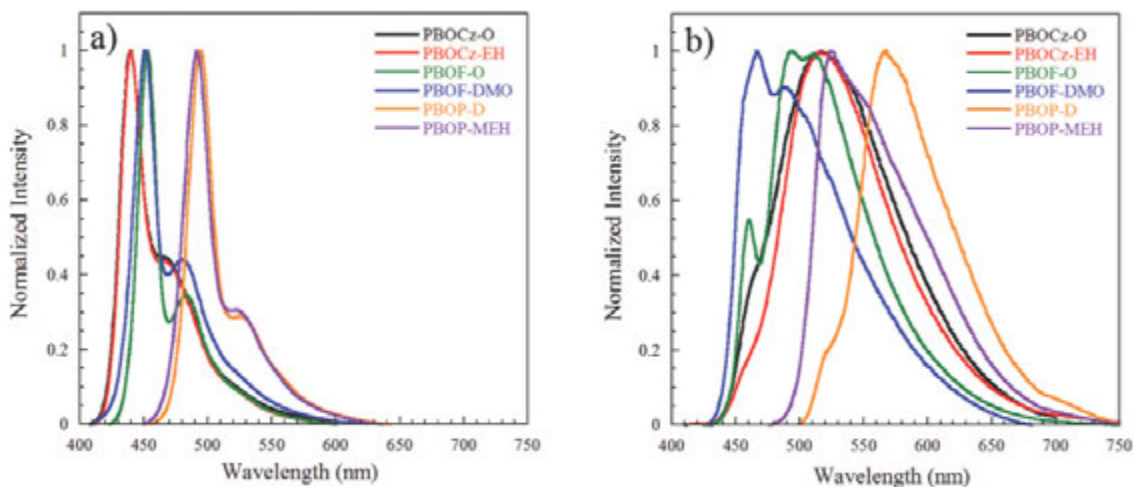 a)
PBOCz-O
PBOCz-EH
PBOF-O
PBOF-DMO
PBOP-D
PBOP-MEH
Normalized Intensity
1
0.8
0.6
0.4
0.2
0
400 450 500 550 600 650 700 750
Wavelength (nm)
b)
PBOCz-O
PBOCz-EH
PBOF-O
PBOF-DMO
PBOP-D
PBOP-MEH
Normalized Intensity
1
0.8
0.6
0.4
0.2
0
400 450 500 550 600 650 700 750
Wavelength (nm)